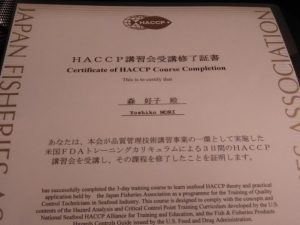 HACCP
JAPAN FISHERIES AS
ASSOCIATION
HACCP講習会受講修了証書
Certificate of HACCP Course Completion
This is to certify that
森 好子 殿
Yoshiko MORI
あなたは、本会が品質管理技術講習事業の一環として実施した
米国FDAトレーニングカリキュラムによる3日間のHACCP
講習会を受講し、その課程を修了したことを証明します。
has successfully completed the 3-day training course to learn seafood HACCP theory and practical
application held by the Japan Fisheries Association as a programme for the Training of Quality
Control Technicians in Seafood Industry. This course is designed to comply with the concepts and
contents of the Hazard Analysis and Critical Control Point Training Curriculum developed by the U.S.
National Seafood HACCP Alliance for Training and Education, and the Fish & Fisheries Products
Hazards Controls Guide issued by the U.S. Food and Drug Administration.